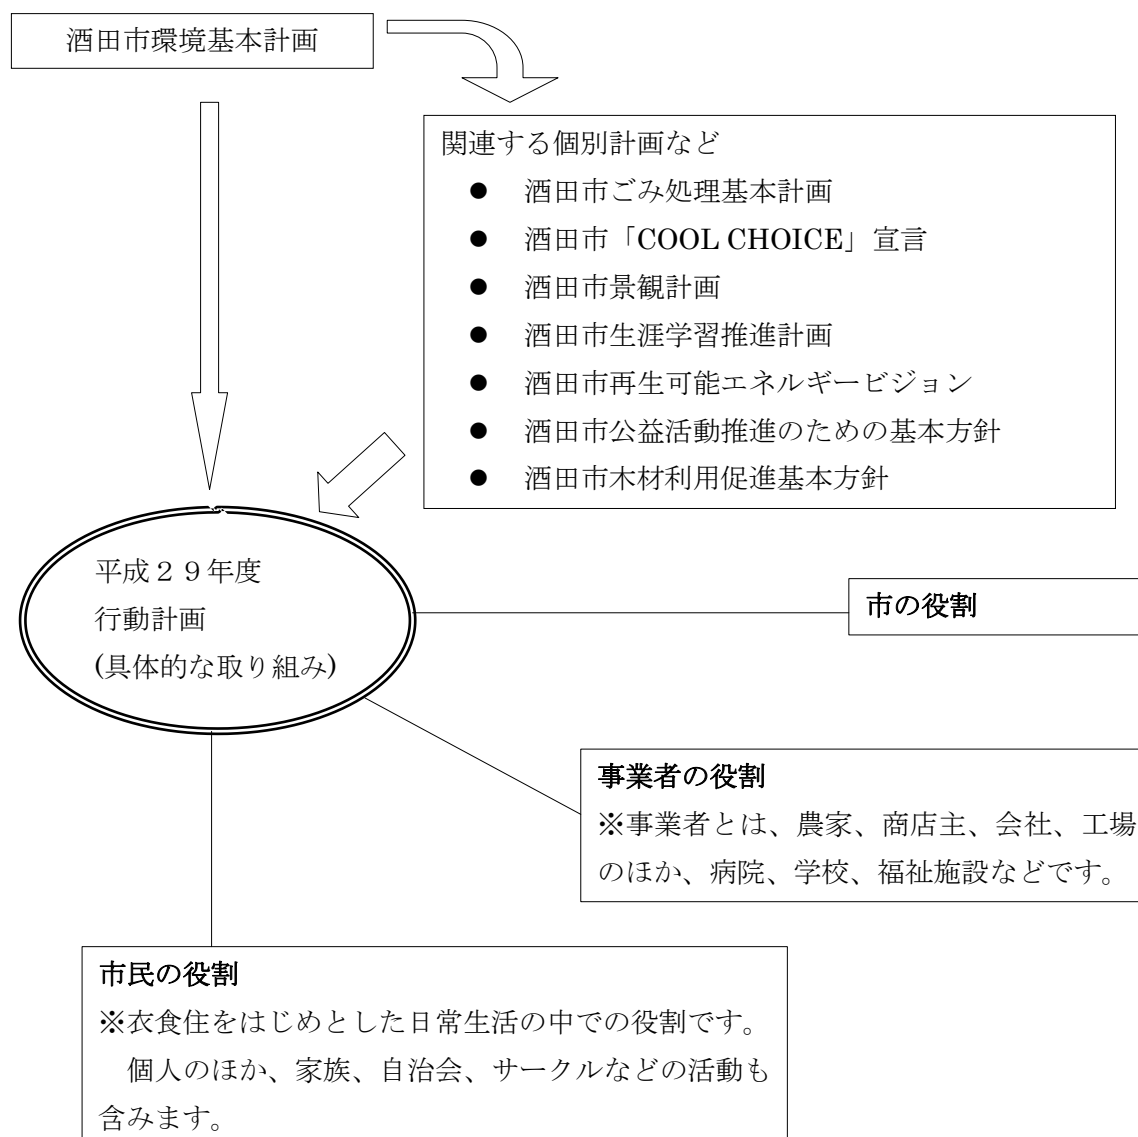 酒田市環境基本計画
関連する個別計画など
● 酒田市ごみ処理基本計画
● 酒田市「COOL CHOICE」宣言
● 酒田市景観計画
● 酒田市生涯学習推進計画
● 酒田市再生可能エネルギービジョン
● 酒田市公益活動推進のための基本方針
● 酒田市木材利用促進基本方針
平成２９年度
行動計画
(具体的な取り組み)
市の役割
事業者の役割
※事業者とは、農家、商店主、会社、工場
のほか、病院、学校、福祉施設などです。
市民の役割
※衣食住をはじめとした日常生活の中での役割です。
個人のほか、家族、自治会、サークルなどの活動も
含みます。